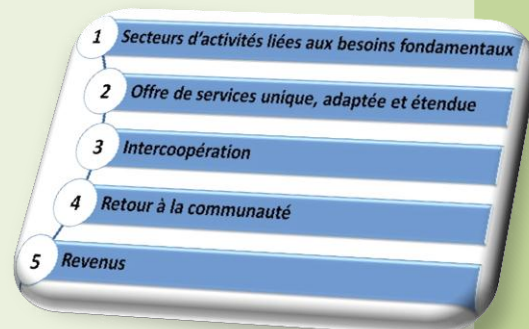 1 Secteurs d'activités liées aux besoins fondamentaux
2 Offre de services unique, adaptée et étendue
3 Intercoopération
4 Retour à la communauté
5 Revenus